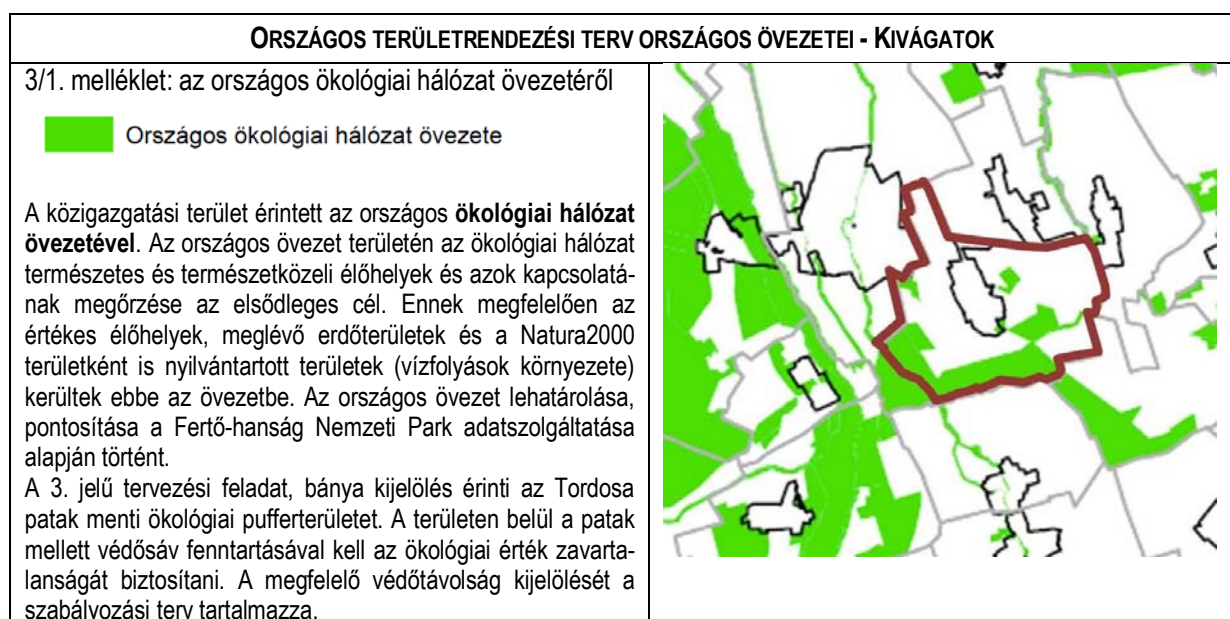 ORSZÁGOS TERÜLETRENDEZÉSI TERV ORSZÁGOS ÖVEZETEI - KIVÁGATOK
3/1. melléklet: az országos ökológiai hálózat övezetéről
Országos ökológiai hálózat övezete
A közigazgatási terület érintett az országos ökológiai hálózat
övezetével. Az országos övezet területén az ökológiai hálózat
természetes és természetközeli élőhelyek és azok kapcsolatá-
nak megőrzése az elsődleges cél. Ennek megfelelően az
értékes élőhelyek, meglévő erdőterületek és a Natura2000
területként is nyilvántartott területek (vízfolyások környezete)
kerültek ebbe az övezetbe. Az országos övezet lehatárolása,
pontosítása a Fertő-hanság Nemzeti Park adatszolgáltatása
alapján történt.
A 3. jelű tervezési feladat, bánya kijelölés érinti az Tordosa
patak menti ökológiai pufferterületet. A területen belül a patak
mellett védősáv fenntartásával kell az ökológiai érték zavarta-
lanságát biztosítani. A megfelelő védőtávolság kijelölését a
szabályozási terv tartalmazza.